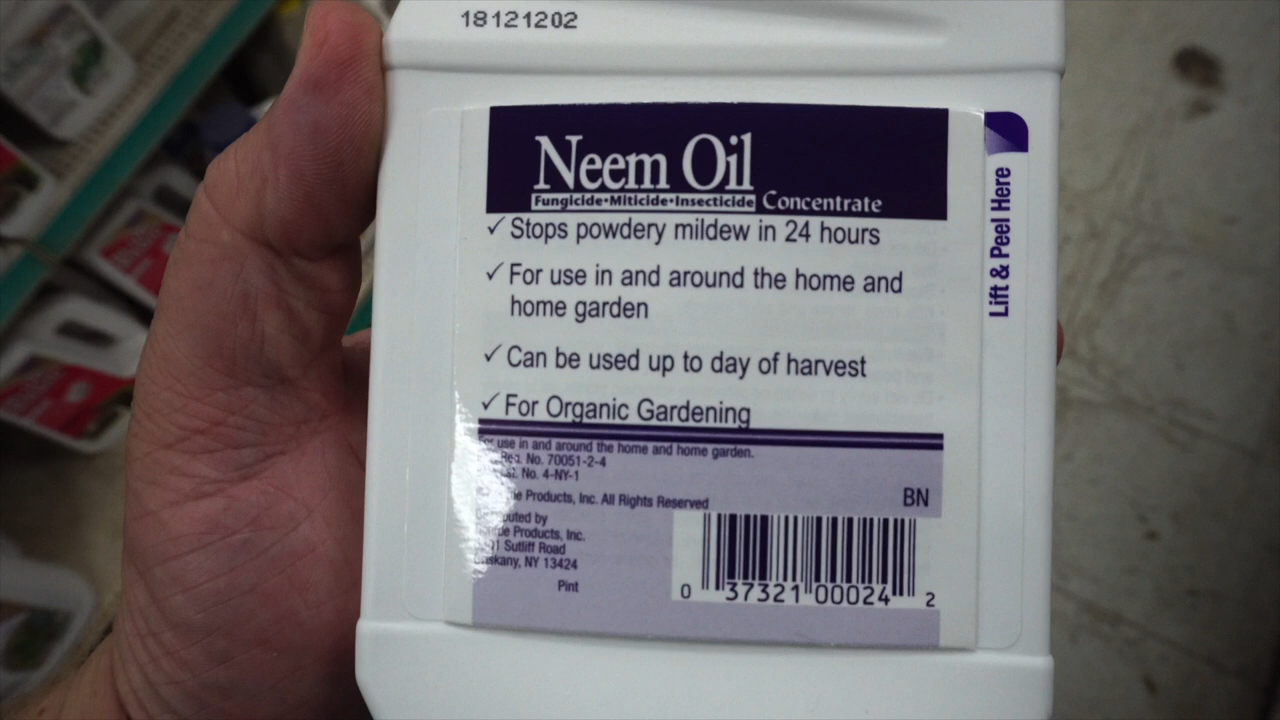 18121202
Neem Oil
Fungicide•Miticide•Insecticide Concentrate
✓ Stops powdery mildew in 24 hours
✓ For use in and around the home and
home garden
✓ Can be used up to day of harvest
✓ For Organic Gardening
Lift & Peel Here
For use in and around the home and home garden.
Reg. No. 70051-2-4
Est. No. 4-NY-1
Products, Inc. All Rights Reserved
BN
by
Products, Inc.
Sutliff Road
NY 13424
Pint
0 37321 00024 2